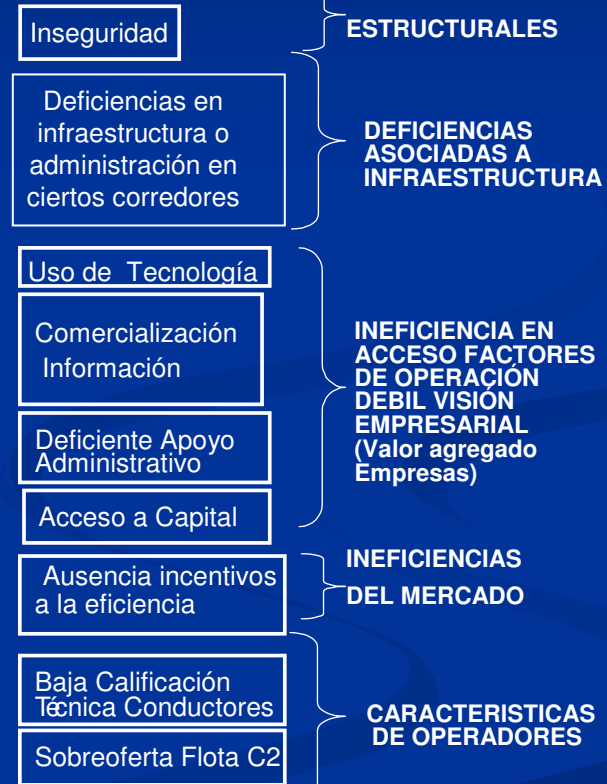 Inseguridad
ESTRUCTURALES
Deficiencias en
infraestructura o
administración en
ciertos corredores
DEFICIENCIAS
ASOCIADAS A
INFRAESTRUCTURA
Uso de Tecnología
Comercialización
Información
Deficiente Apoyo
Administrativo
Acceso a Capital
INEFICIENCIA EN
ACCESO FACTORES
DE OPERACIÓN
DEBIL VISIÓN
EMPRESARIAL
(Valor agregado
Empresas)
Ausencia incentivos
a la eficiencia
INEFICIENCIAS
DEL MERCADO
Baja Calificación
Técnica Conductores
Sobreoferta Flota C2
CARACTERISTICAS
DE OPERADORES